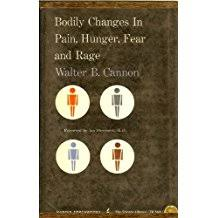 Bodily Changes In
Pain, Hunger, Fear
and Rage
Walter B. Cannon